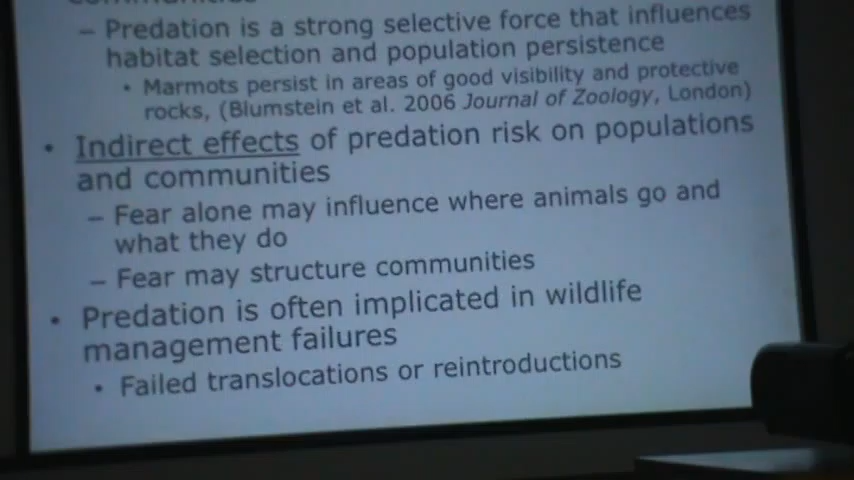 – Predation is a strong selective force that influences
habitat selection and population persistence
• Marmots persist in areas of good visibility and protective
rocks, (Blumstein et al. 2006 Journal of Zoology, London)
• Indirect effects of predation risk on populations
and communities
– Fear alone may influence where animals go and
what they do
– Fear may structure communities
• Predation is often implicated in wildlife
management failures
• Failed translocations or reintroductions